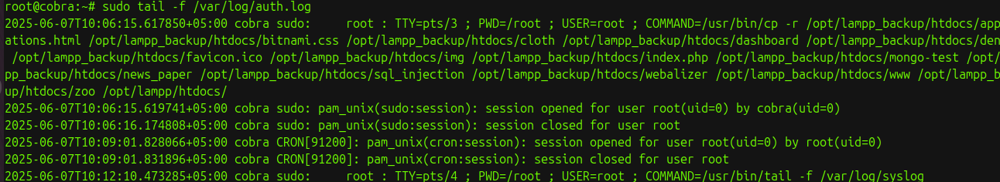 root@cobra:~# sudo tail -f /var/log/auth.log
2025-06-07T10:06:15.617850+05:00 cobra sudo:     root : TTY=pts/3 ; PWD=/root ; USER=root ; COMMAND=/usr/bin/cp -r /opt/lampp_backup/htdocs/app
ations.html /opt/lampp_backup/htdocs/bitnami.css /opt/lampp_backup/htdocs/cloth /opt/lampp_backup/htdocs/dashboard /opt/lampp_backup/htdocs/den
 /opt/lampp_backup/htdocs/favicon.ico /opt/lampp_backup/htdocs/img /opt/lampp_backup/htdocs/index.php /opt/lampp_backup/htdocs/mongo-test /opt/
pp_backup/htdocs/news_paper /opt/lampp_backup/htdocs/sql_injection /opt/lampp_backup/htdocs/webalizer /opt/lampp_backup/htdocs/www /opt/lampp_b
up/htdocs/zoo /opt/lampp/htdocs/
2025-06-07T10:06:15.619741+05:00 cobra sudo: pam_unix(sudo:session): session opened for user root(uid=0) by cobra(uid=0)
2025-06-07T10:06:16.174808+05:00 cobra sudo: pam_unix(sudo:session): session closed for user root
2025-06-07T10:09:01.828066+05:00 cobra CRON[91200]: pam_unix(cron:session): session opened for user root(uid=0) by root(uid=0)
2025-06-07T10:09:01.831896+05:00 cobra CRON[91200]: pam_unix(cron:session): session closed for user root
2025-06-07T10:12:10.473285+05:00 cobra sudo:     root : TTY=pts/4 ; PWD=/root ; USER=root ; COMMAND=/usr/bin/tail -f /var/log/syslog